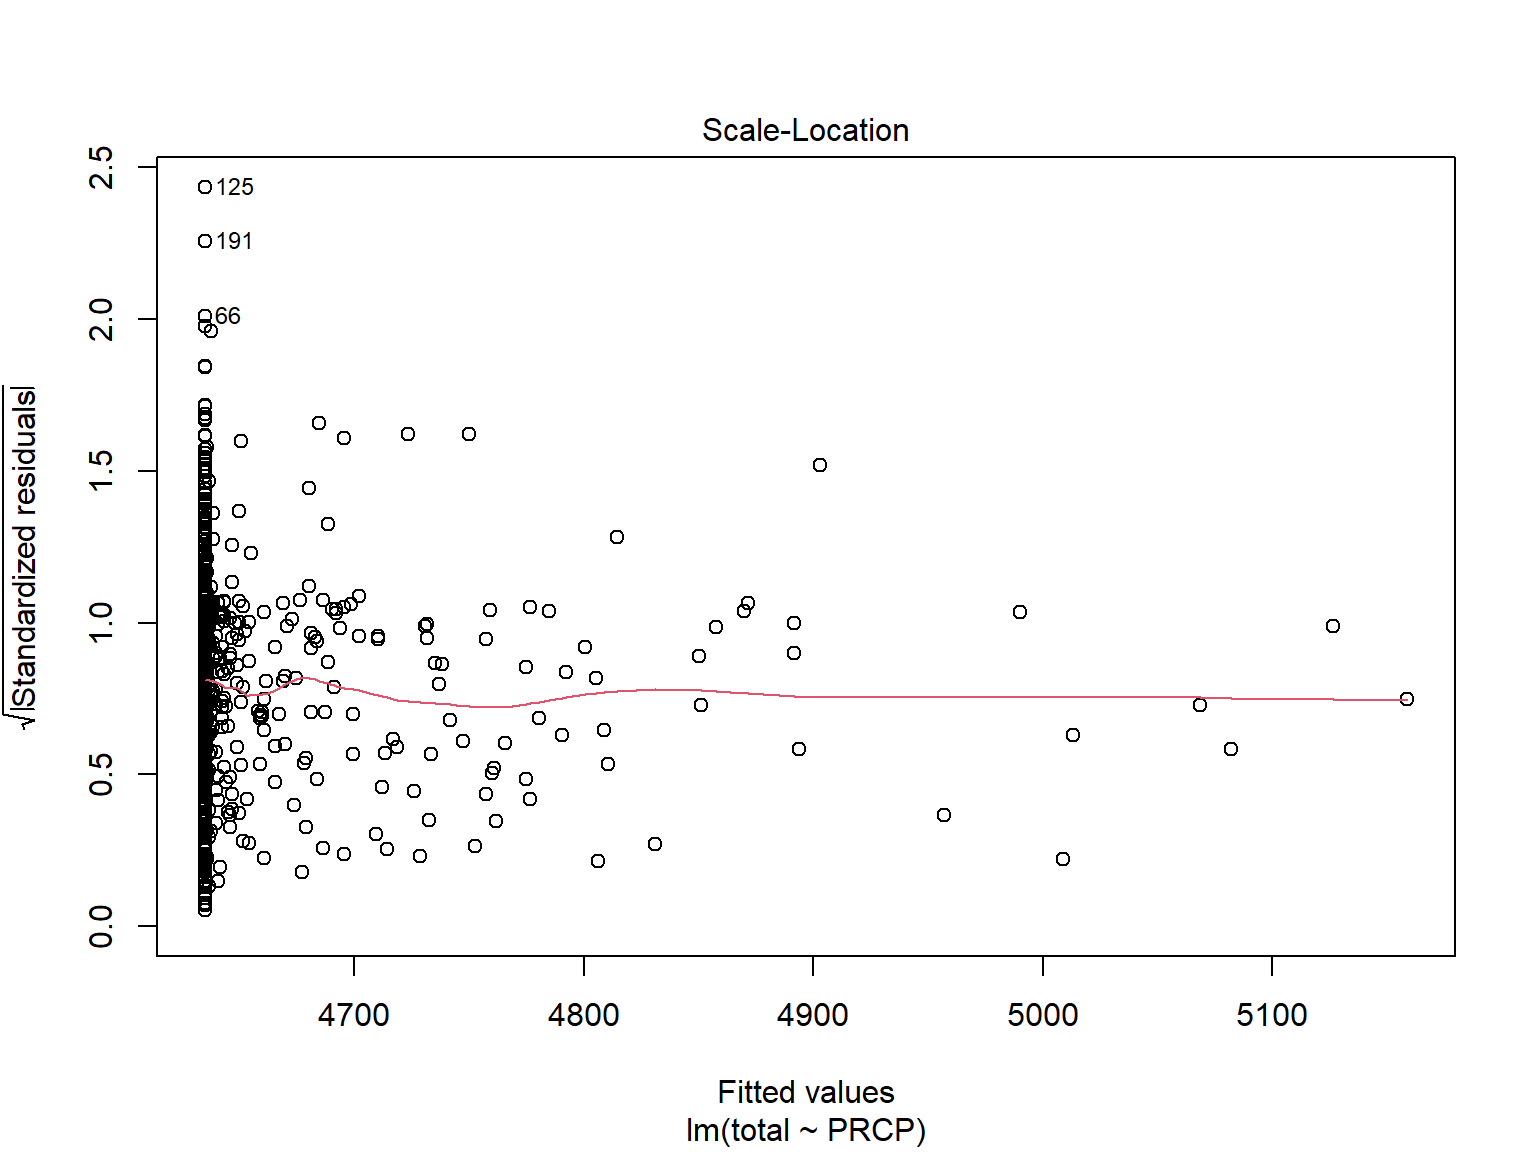 Scale-Location
√|Standardized residuals|
2.5
2.0
1.5
1.0
0.5
0.0
125
191
66
4700 4800 4900 5000 5100
Fitted values
lm(total ~ PRCP)